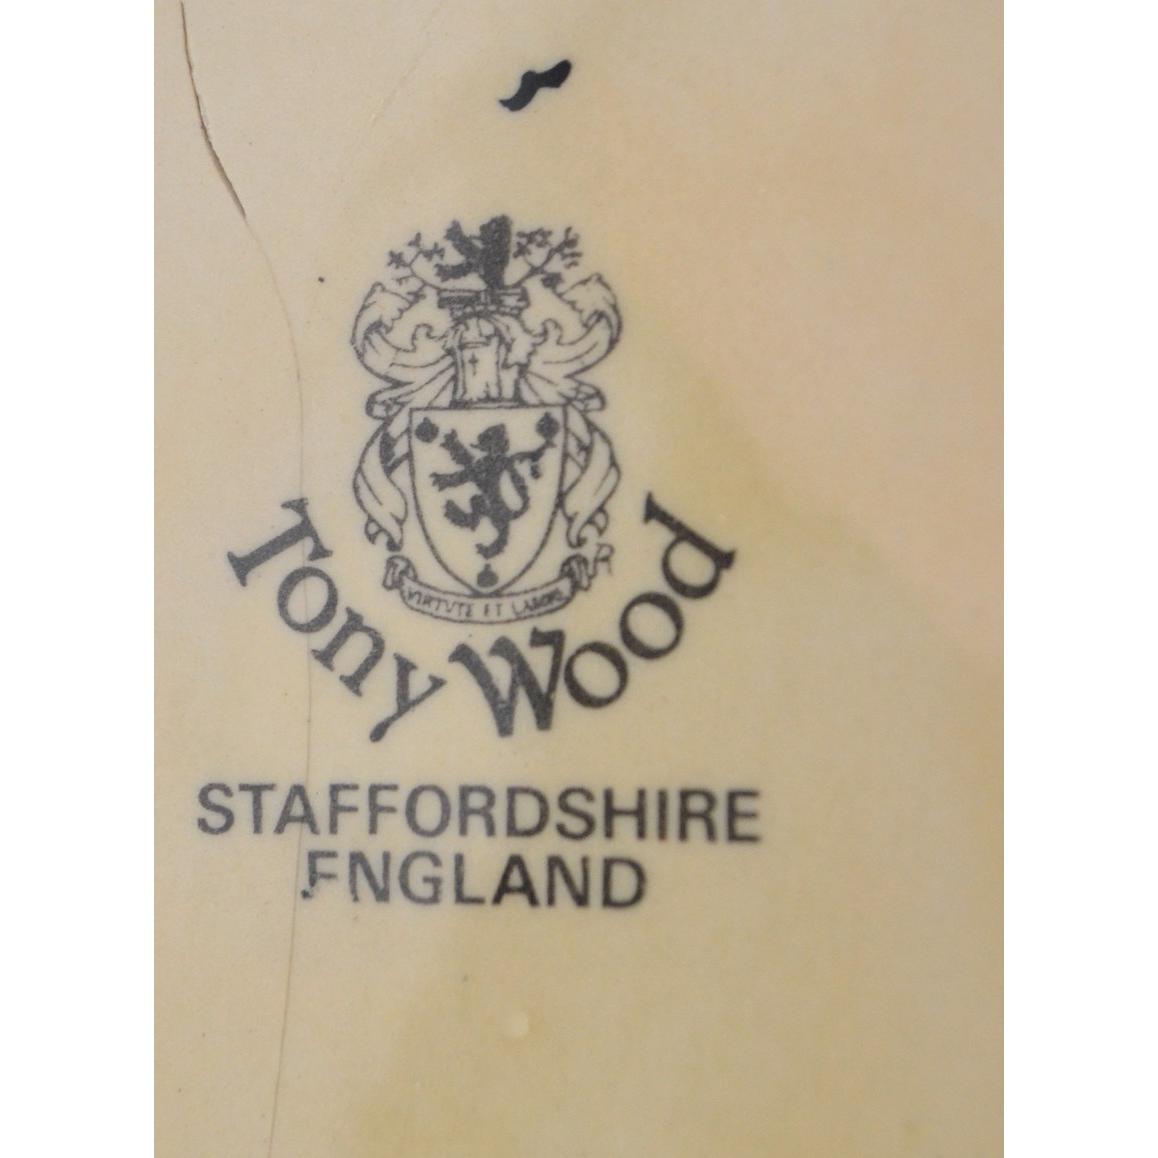 R
VIRTUTE ET LABORE
Tony Wood
STAFFORDSHIRE
ENGLAND